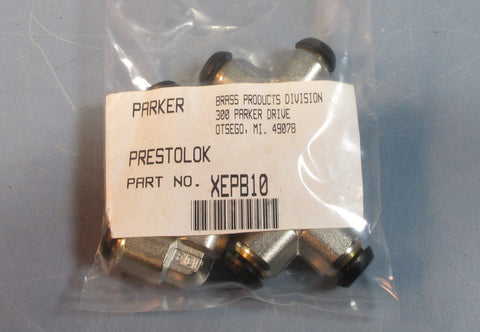 PARKER
BRASS PRODUCTS DIVISION
300 PARKER DRIVE
OTSEGO, MI. 49078
PRESTOLOK
PART NO. XEPB10